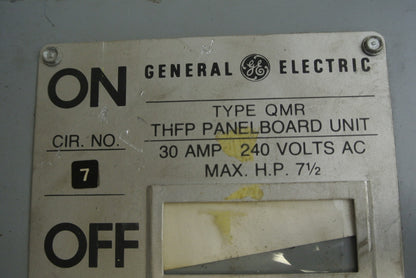 ON
GENERAL GE ELECTRIC
TYPE QMR
THFP PANELBOARD UNIT
CIR. NO.
30 AMP 240 VOLTS AC
7
MAX. H.P. 7½
OFF